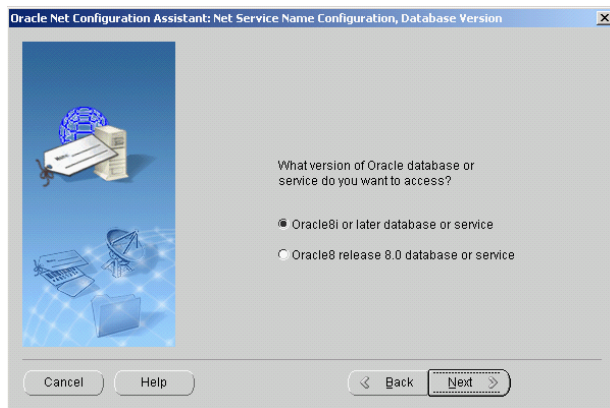 Oracle Net Configuration Assistant: Net Service Name Configuration, Database Version
What version of Oracle database or
service do you want to access?
Oracle8i or later database or service
Oracle8 release 8.0 database or service
Cancel
Help
Back
Next